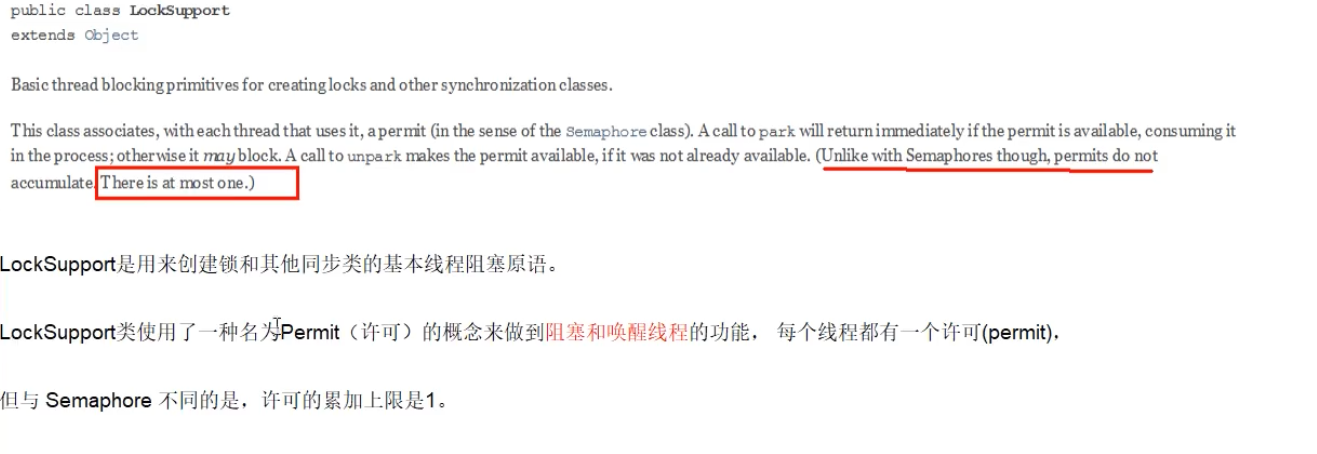 public class LockSupport
extends Object
Basic thread blocking primitives for creating locks and other synchronization classes.
This class associates, with each thread that uses it, a permit (in the sense of the Semaphore class). A call to park will return immediately if the permit is available, consuming it
in the process; otherwise it may block. A call to unpark makes the permit available, if it was not already available. (Unlike with Semaphores though, permits do not
accumulate. There is at most one.)
LockSupport是用来创建锁和其他同步类的基本线程阻塞原语。
LockSupport类使用了一种名为Permit（许可）的概念来做到阻塞和唤醒线程的功能， 每个线程都有一个许可(permit)，
但与 Semaphore 不同的是，许可的累加上限是1。